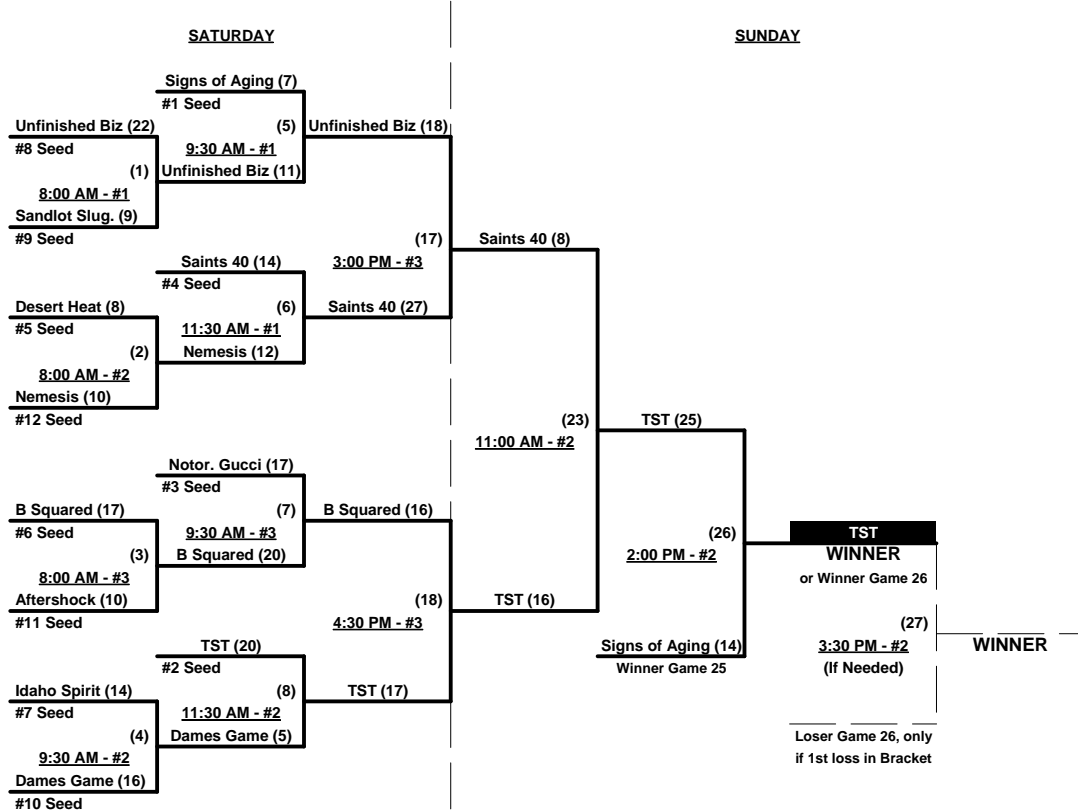 SATURDAY
SUNDAY
Signs of Aging (7)
#1 Seed
Unfinished Biz (22)
(5)
Unfinished Biz (18)
#8 Seed
9:30 AM - #1
(1)
Unfinished Biz (11)
8:00 AM - #1
Sandlot Slug. (9)
#9 Seed
(17)
Saints 40 (8)
Saints 40 (14)
3:00 PM - #3
#4 Seed
Desert Heat (8)
(6)
Saints 40 (27)
#5 Seed
11:30 AM - #1
(2)
Nemesis (12)
8:00 AM - #2
Nemesis (10)
#12 Seed
(23)
TST (25)
11:00 AM - #2
Notor. Gucci (17)
#3 Seed
B Squared (17)
(7)
B Squared (16)
#6 Seed
9:30 AM - #3
(26)
TST
(3)
B Squared (20)
2:00 PM - #2
WINNER
8:00 AM - #3
or Winner Game 26
Aftershock (10)
(18)
TST (16)
#11 Seed
4:30 PM - #3
(27)
TST (20)
Signs of Aging (14)
3:30 PM - #2
WINNER
#2 Seed
Winner Game 25
(If Needed)
Idaho Spirit (14)
(8)
TST (17)
#7 Seed
11:30 AM - #2
(4)
Dames Game (5)
Loser Game 26, only
9:30 AM - #2
if 1st loss in Bracket
Dames Game (16)
#10 Seed